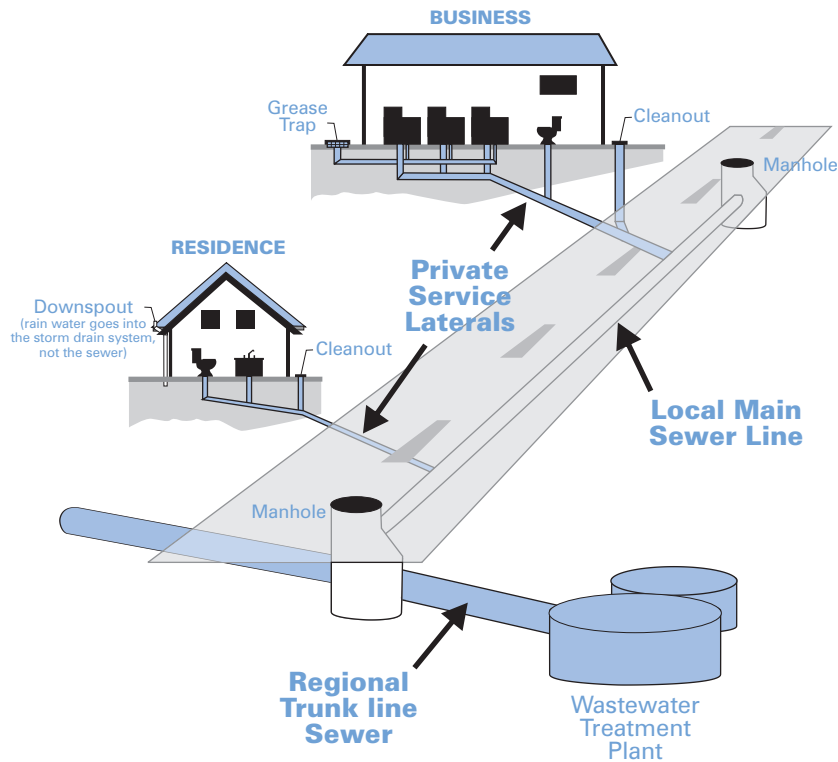 BUSINESS
Grease
Trap
Cleanout
Manhole
RESIDENCE
Private
Service
Laterals
Downspout
(rain water goes into
the storm drain system,
not the sewer)
Cleanout
Local Main
Sewer Line
Manhole
Regional
Trunk line
Sewer
Wastewater
Treatment
Plant